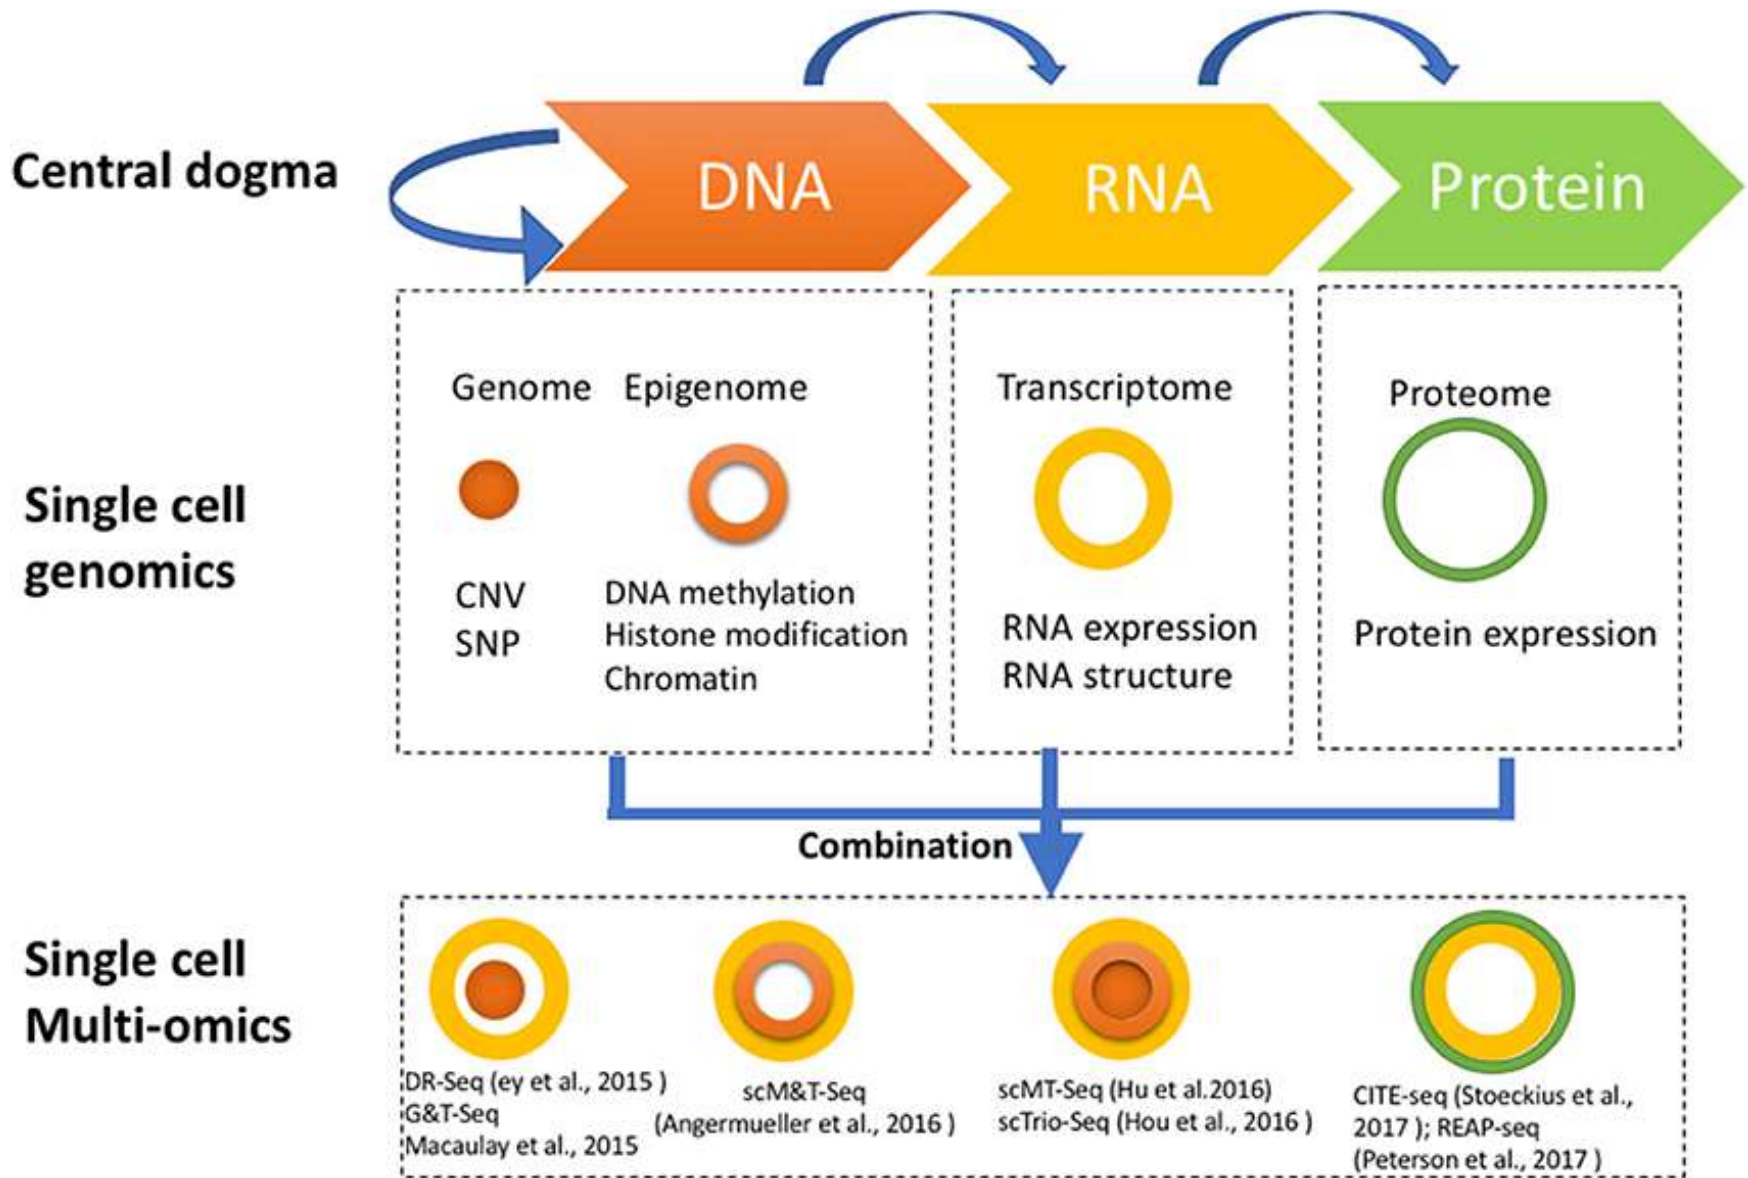 Central dogma
DNA
RNA
Protein
Single cell
genomics
Genome
Epigenome
Transcriptome
Proteome
CNV
SNP
DNA methylation
Histone modification
Chromatin
RNA expression
RNA structure
Protein expression
Combination
Single cell
Multi-omics
DR-Seq (ey et al., 2015 )
G&T-Seq
Macaulay et al., 2015
scM&T-Seq
(Angermueller et al., 2016 )
scMT-Seq (Hu et al.2016)
scTrio-Seq (Hou et al., 2016 )
CITE-seq (Stoeckius et al.,
2017 ); REAP-seq
(Peterson et al., 2017 )